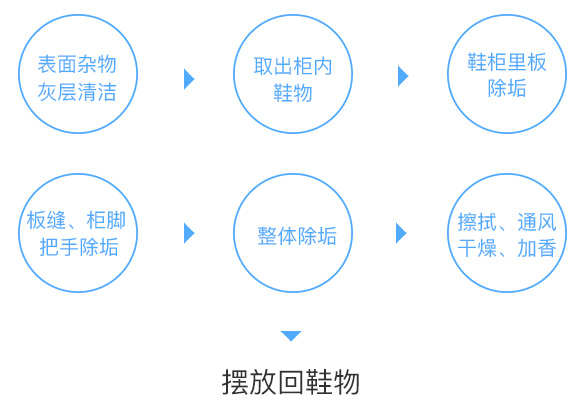 表面杂物
灰层清洁
取出柜内
鞋物
鞋柜里板
除垢
板缝、柜脚
把手除垢
整体除垢
擦拭、通风
干燥、加香
摆放回鞋物